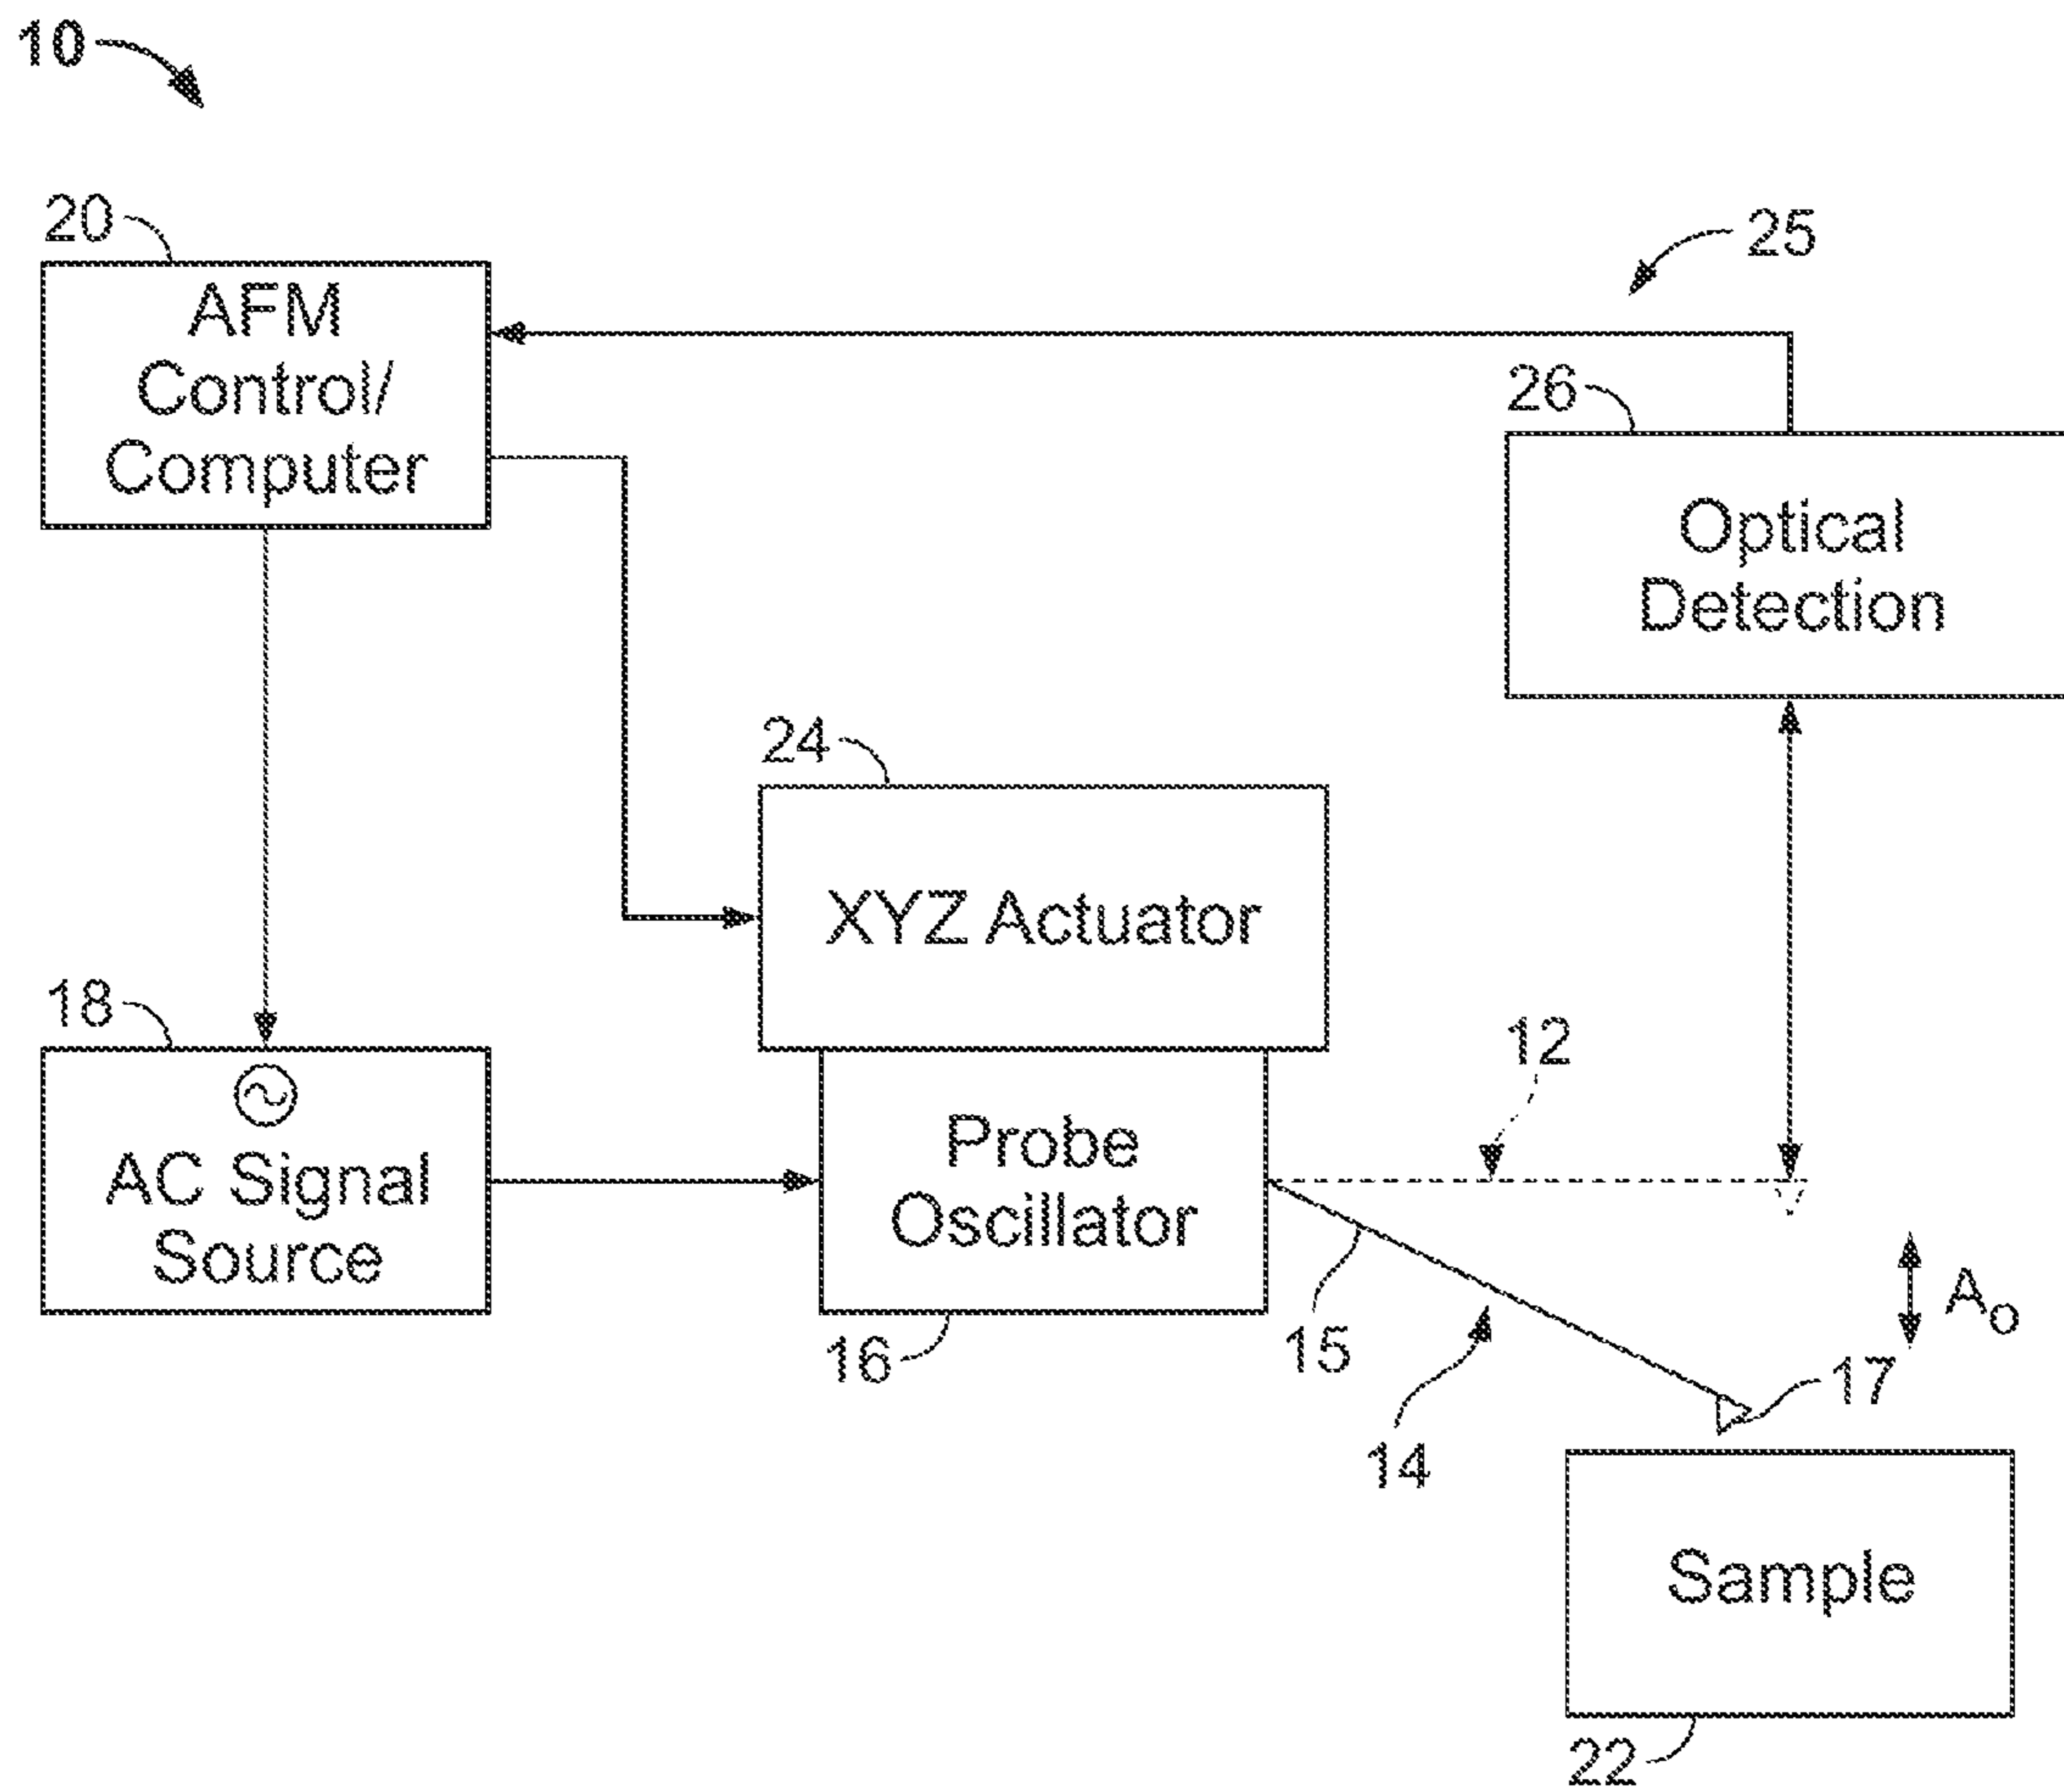 10
20
AFM
Control/
Computer
25
26
Optical
Detection
24
XYZ Actuator
18
AC Signal
Source
Probe
Oscillator
16
12
15
14
A₀
17
Sample
22